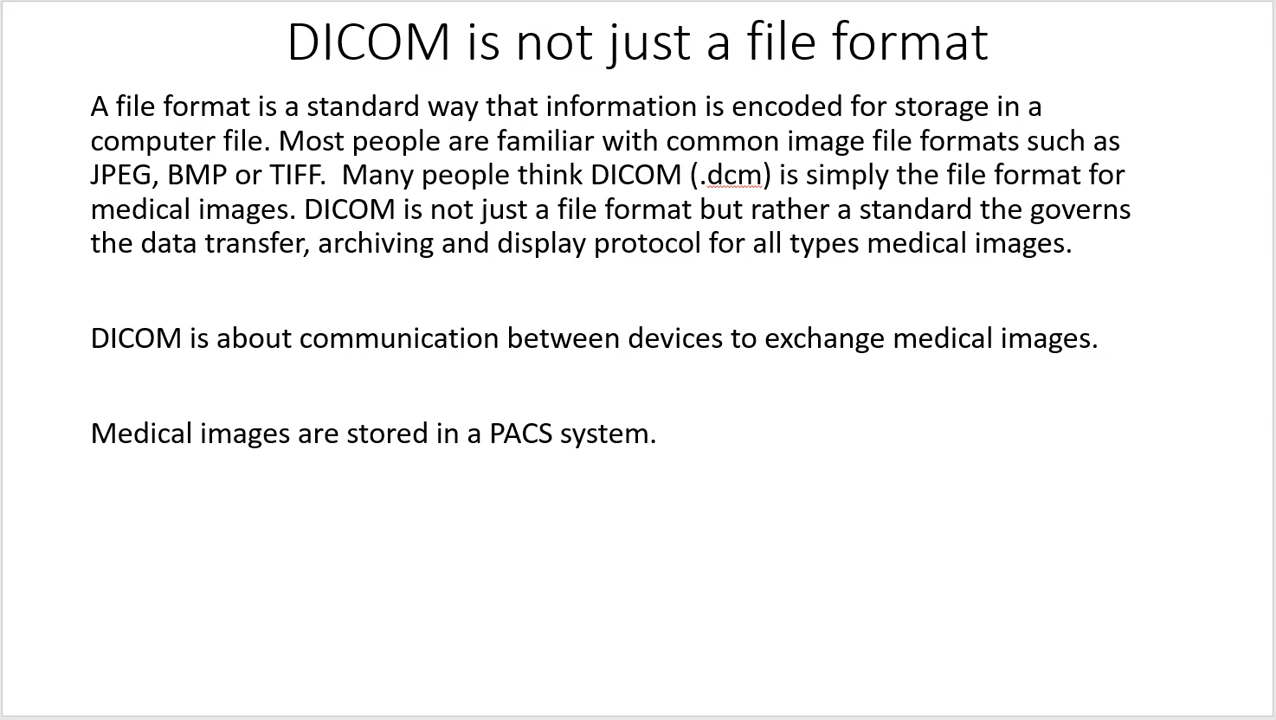 DICOM is not just a file format
A file format is a standard way that information is encoded for storage in a
computer file. Most people are familiar with common image file formats such as
JPEG, BMP or TIFF.  Many people think DICOM (.dcm) is simply the file format for
medical images. DICOM is not just a file format but rather a standard the governs
the data transfer, archiving and display protocol for all types medical images.
DICOM is about communication between devices to exchange medical images.
Medical images are stored in a PACS system.